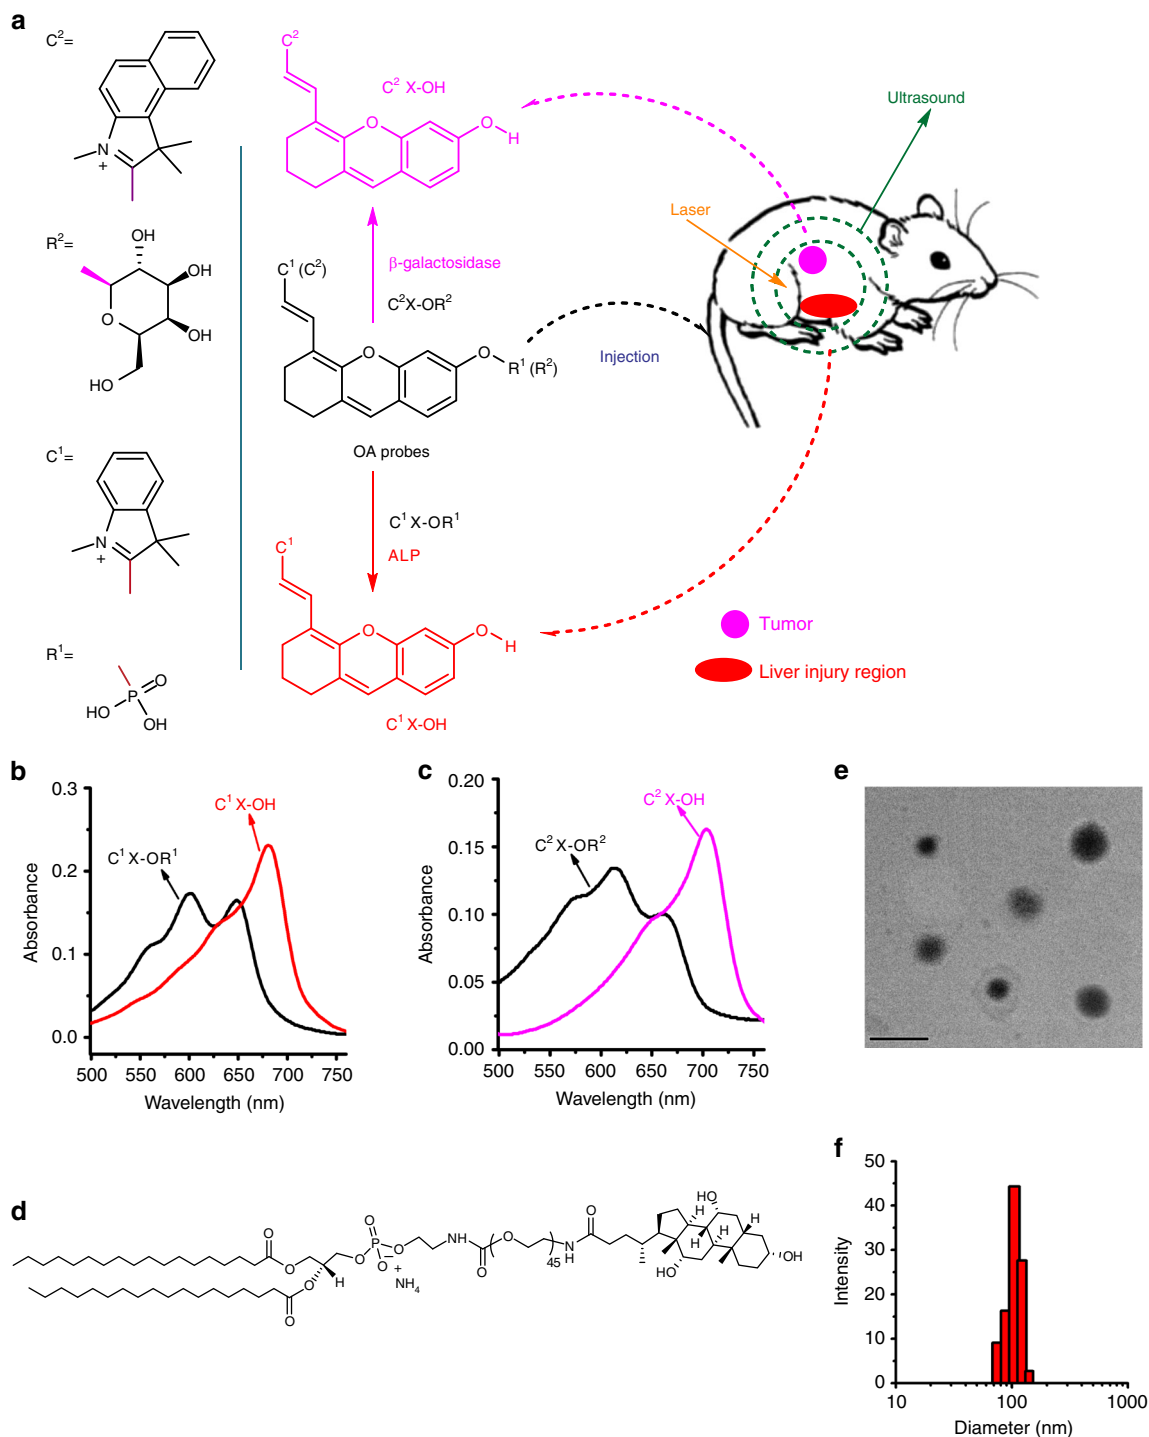 a
C²=
N
+
R²=
OH
OH
O
OH
HO
C¹=
N
+
R¹=
P
O
HO
OH
C²
C² X-OH
O
O
H
β-galactosidase
C²X-OR²
C¹ (C²)
O
O
R¹ (R²)
OA probes
C¹ X-OR¹
ALP
C¹
O
O
H
C¹ X-OH
Injection
Laser
Ultrasound
Tumor
Liver injury region
b
0.3
0.2
0.1
0.0
Absorbance
C¹ X-OR¹
C¹ X-OH
500 550 600 650 700 750
Wavelength (nm)
c
0.20
0.15
0.10
0.05
0.00
Absorbance
C² X-OR²
C² X-OH
500 550 600 650 700 750
Wavelength (nm)
e
d
O
O
O
O
H
O
O
P
O
O
−
+
NH₄
NH
O
O
45
N
H
O
HO
H
H
H
H
HO
OH
f
50
40
30
20
10
0
Intensity
10 100 1000
Diameter (nm)